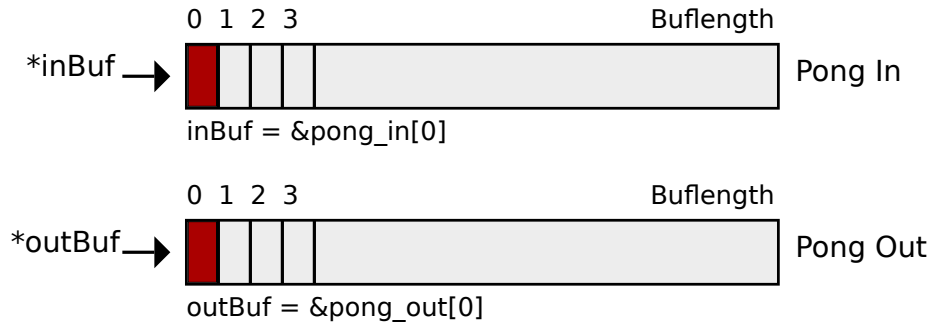 0 1 2 3 Buflength
*inBuf Pong In
inBuf = &pong_in[0]
0 1 2 3 Buflength
*outBuf Pong Out
outBuf = &pong_out[0]